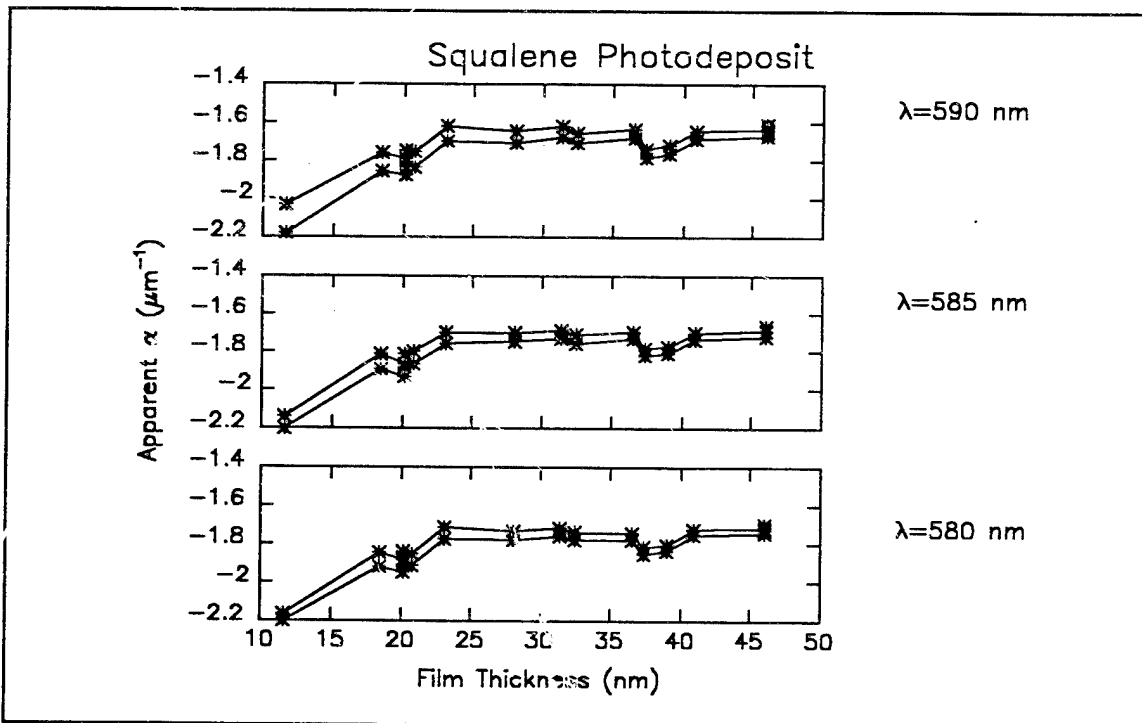 Squalene Photodeposit
-1.4
-1.6
-1.8
-2
-2.2
λ=590 nm
-1.4
-1.6
-1.8
-2
-2.2
λ=585 nm
Apparent α (μm⁻¹)
-1.4
-1.6
-1.8
-2
-2.2
λ=580 nm
10 15 20 25 30 35 40 45 50
Film Thickness (nm)